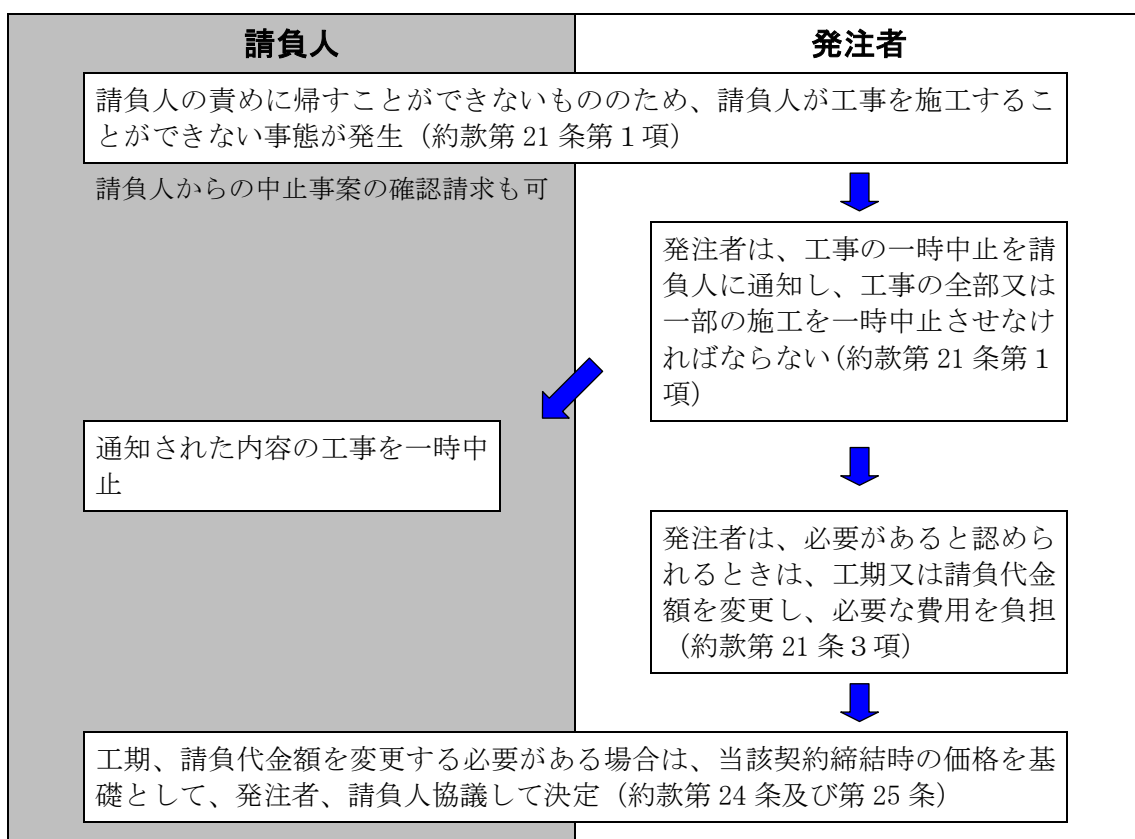 請負人
発注者
請負人の責めに帰すことができないもののため、請負人が工事を施工するこ
とができない事態が発生（約款第 21 条第１項）
請負人からの中止事案の確認請求も可
発注者は、工事の一時中止を請
負人に通知し、工事の全部又は
一部の施工を一時中止させなけ
ればならない（約款第 21 条第１
項）
通知された内容の工事を一時中
止
発注者は、必要があると認めら
れるときは、工期又は請負代金
額を変更し、必要な費用を負担
（約款第 21 条３項）
工期、請負代金額を変更する必要がある場合は、当該契約締結時の価格を基
礎として、発注者、請負人協議して決定（約款第 24 条及び第 25 条）